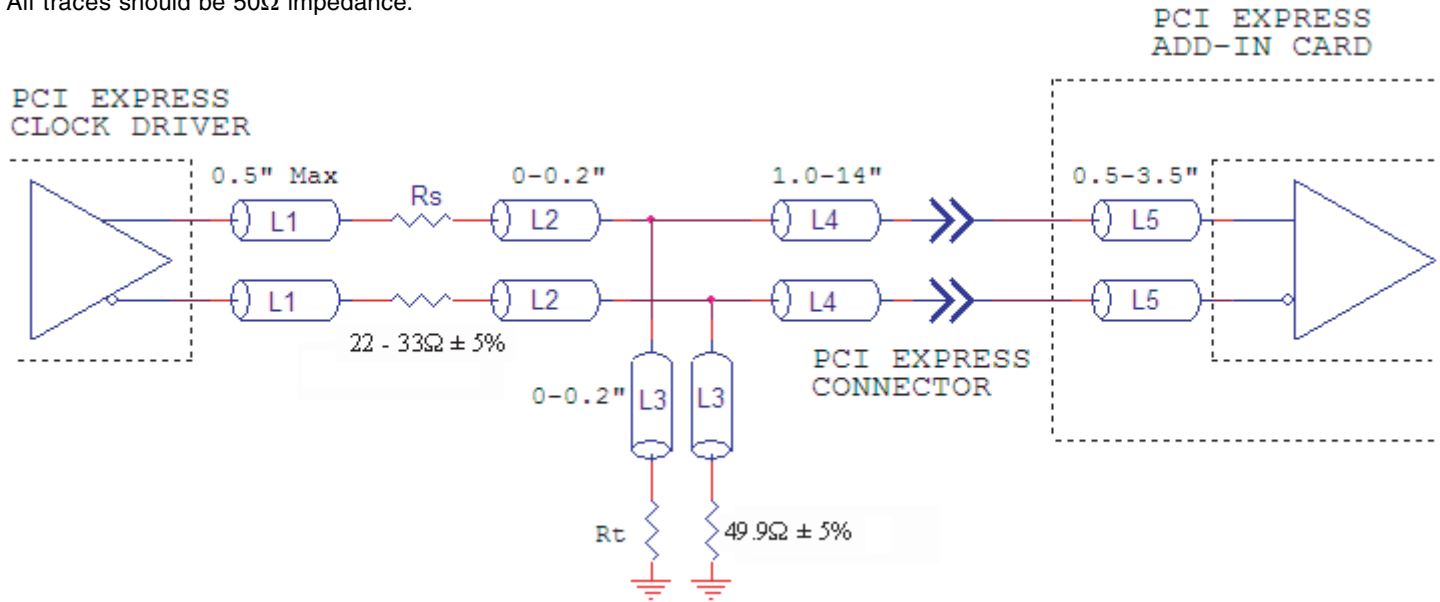 All traces should be 50Ω impedance.
PCI EXPRESS
ADD-IN CARD
PCI EXPRESS
CLOCK DRIVER
0.5" Max
0-0.2"
1.0-14"
0.5-3.5"
Rs
L1
L2
L4
L5
L1
L2
L4
L5
22 - 33Ω ± 5%
PCI EXPRESS
CONNECTOR
0-0.2"
L3
L3
Rt
49.9Ω ± 5%